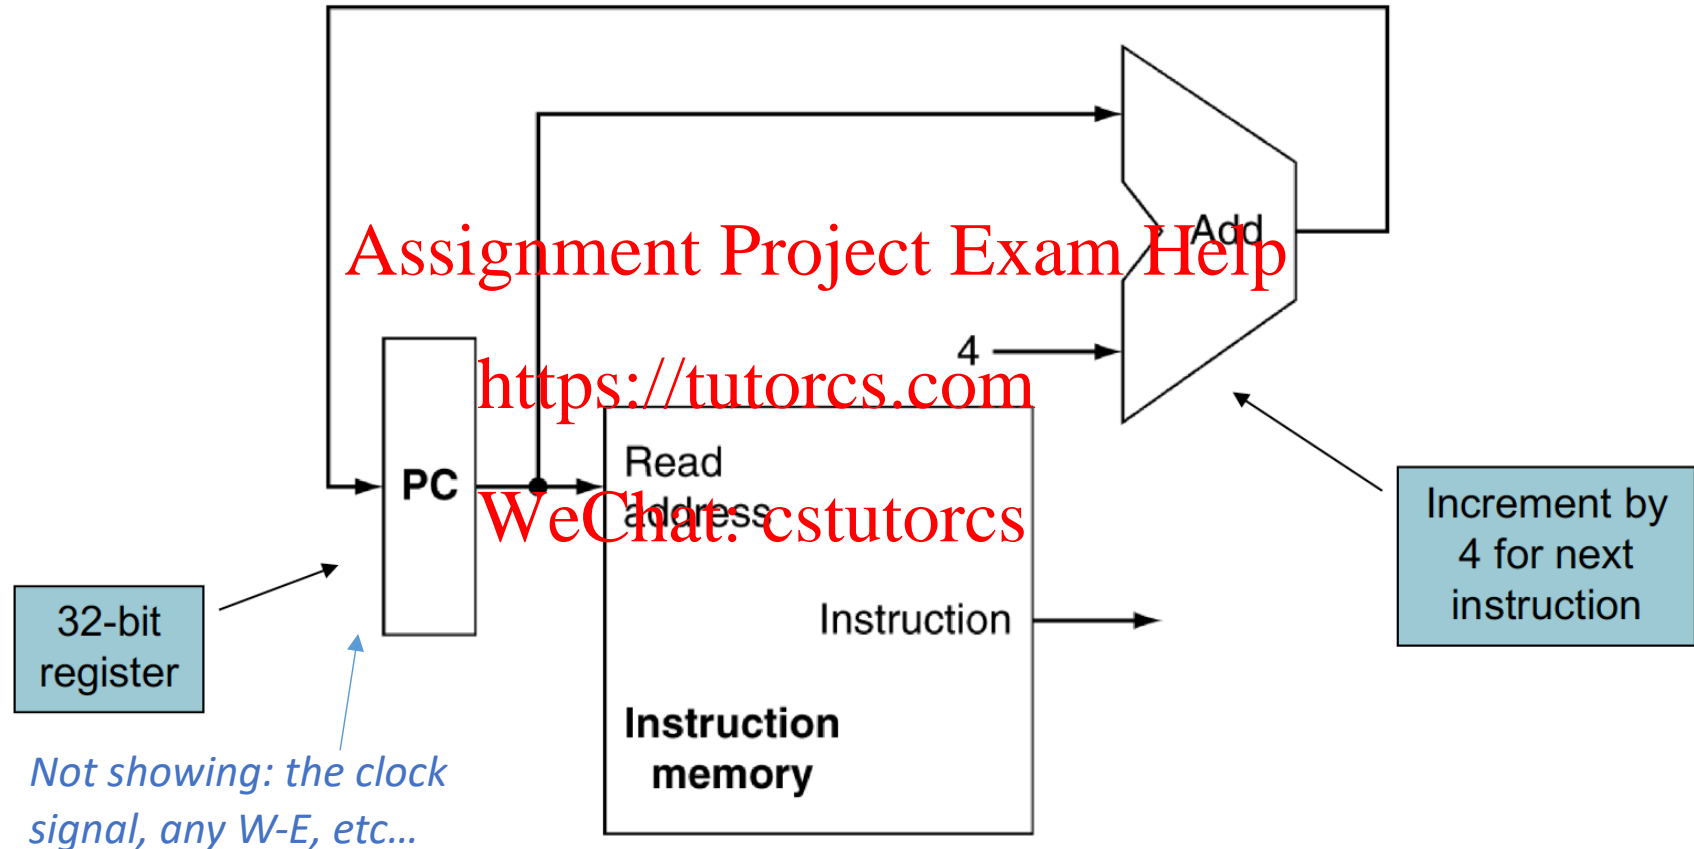 Add
Assignment Project Exam Help
4
https://tutorcs.com
Read
address
PC
WeChat: cstutorcs
Increment by
4 for next
instruction
32-bit
register
Instruction
Instruction
memory
Not showing: the clock
signal, any W-E, etc...